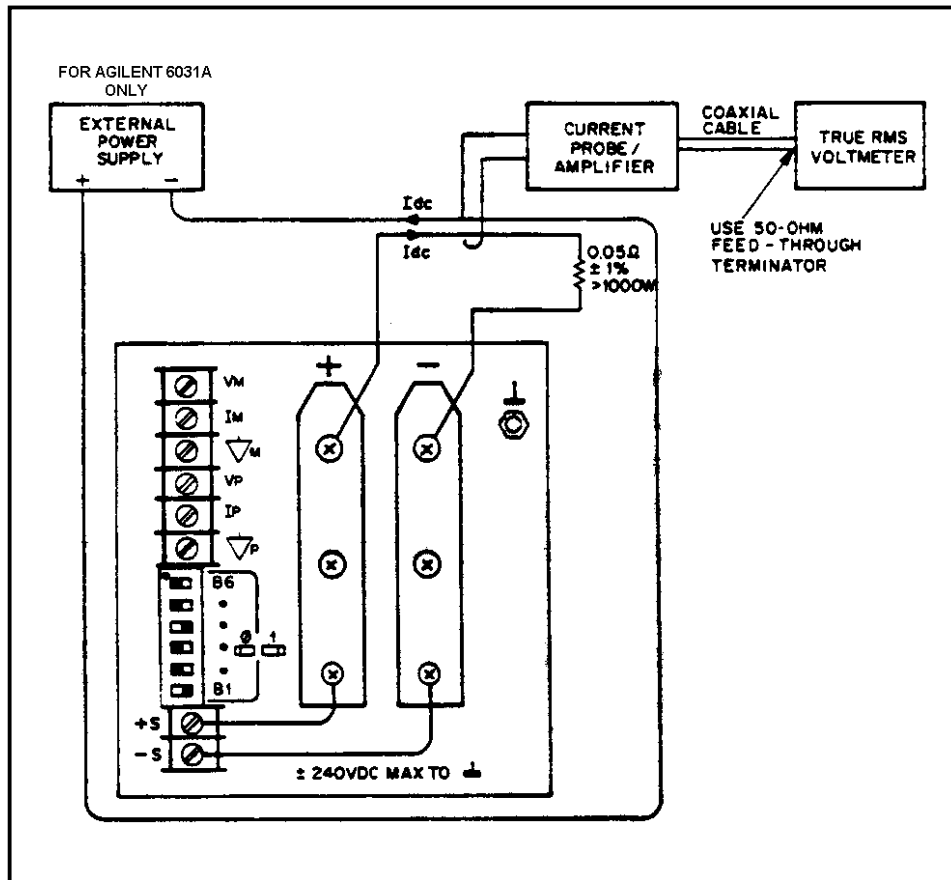 FOR AGILENT 6031A
ONLY
EXTERNAL
POWER
SUPPLY
+ −
CURRENT
PROBE/
AMPLIFIER
COAXIAL
CABLE
TRUE RMS
VOLTMETER
USE 50-OHM
FEED-THROUGH
TERMINATOR
Idc
Idc
0.05Ω
± 1%
>1000W
+ −
VM
IM
M
VP
IP
P
B6
0 1
B1
+S
−S
± 240VDC MAX TO ⏚